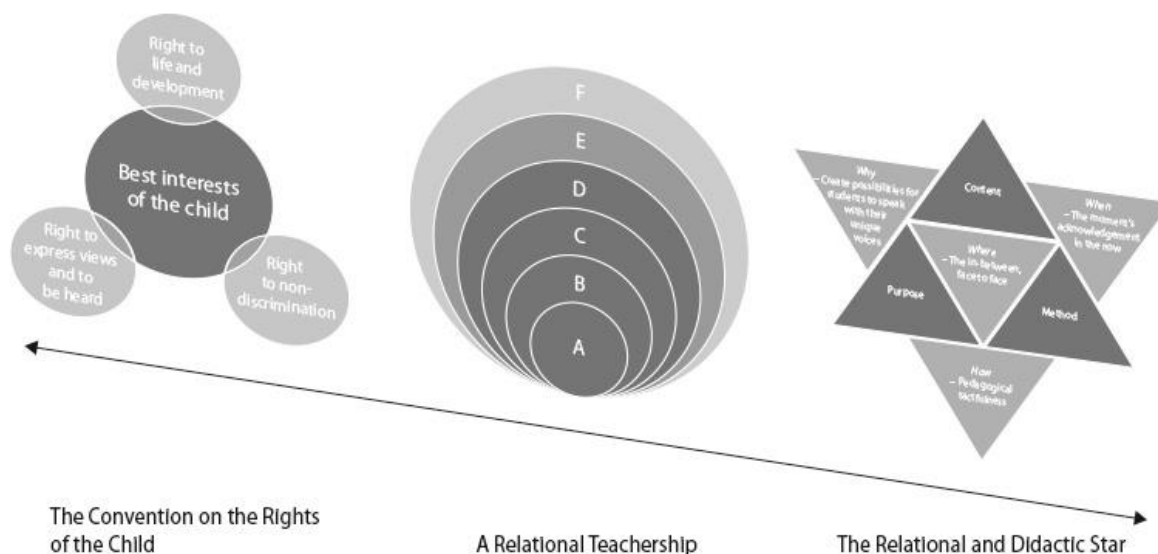 Right to
life and
development
Best interests
of the child
Right to
express views
and to
be heard
Right
to non-
discrimination
F
E
D
C
B
A
Why
– Create possibilities for
students to speak
with their
unique
voices
Content
When
– The moment's
acknowledgement
in the now
Where
– The in-between,
face to face
Purpose
Method
How
– Pedagogical
tactfulness
The Convention on the Rights
of the Child
A Relational Teachership
The Relational and Didactic Star